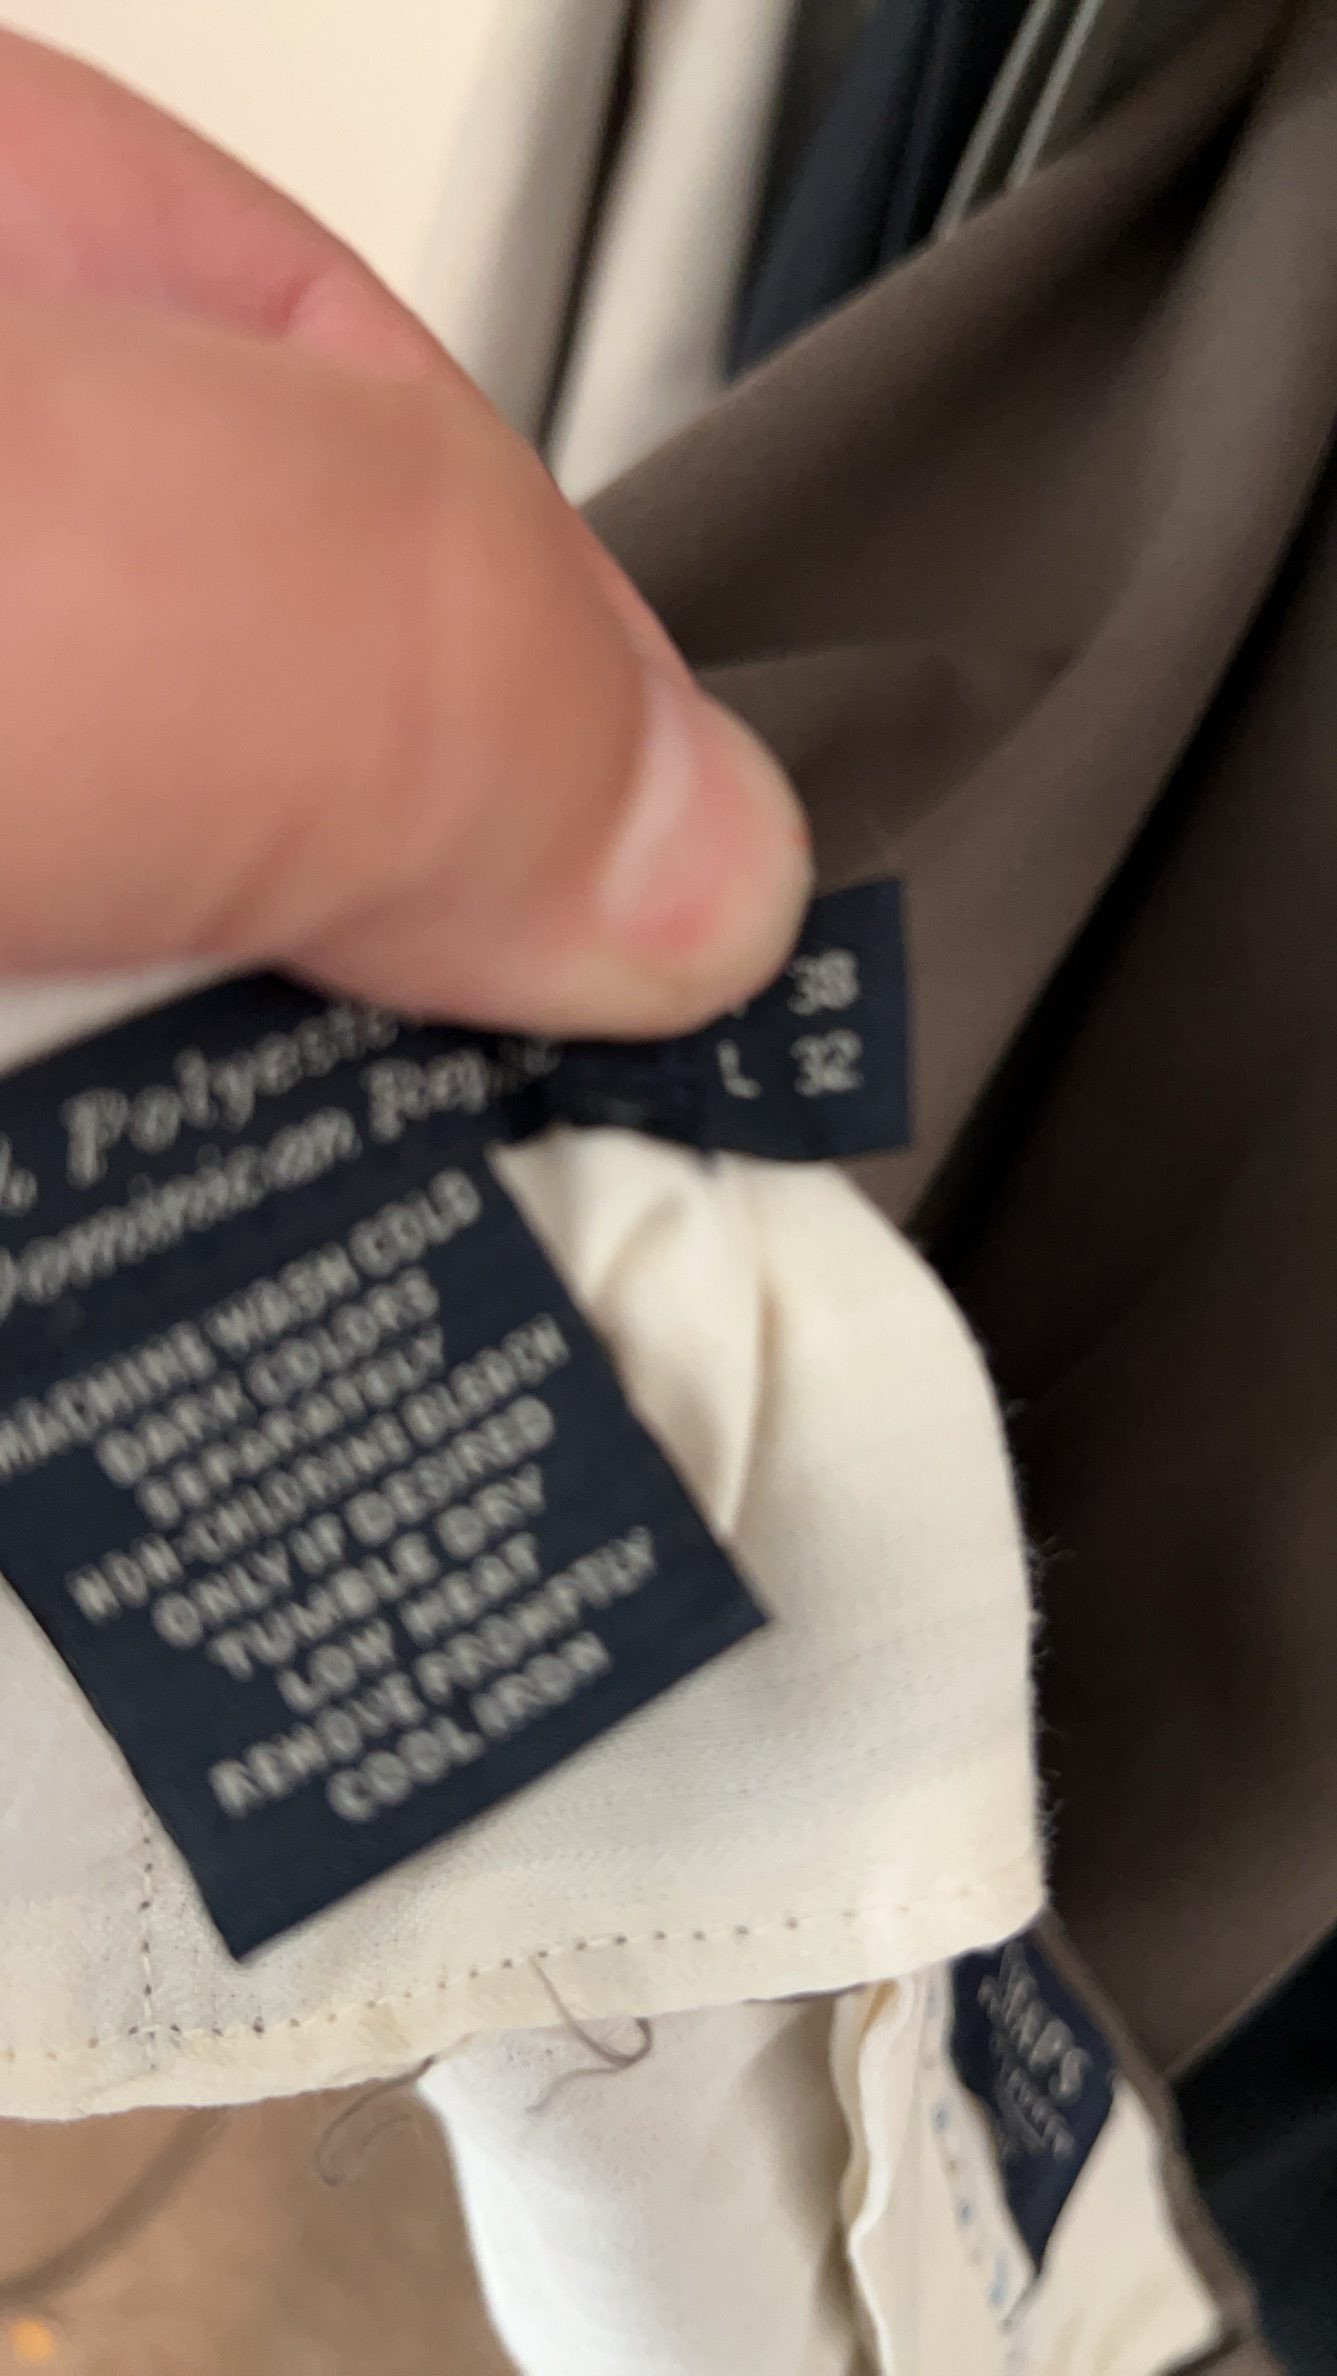 38
L 32
% Polyester
Dominican Rep
MACHINE WASH COLD
DARK COLORS
SEPARATELY
NON-CHLORINE BLEACH
ONLY IF DESIRED
TUMBLE DRY
LOW HEAT
REMOVE PROMPTLY
COOL IRON